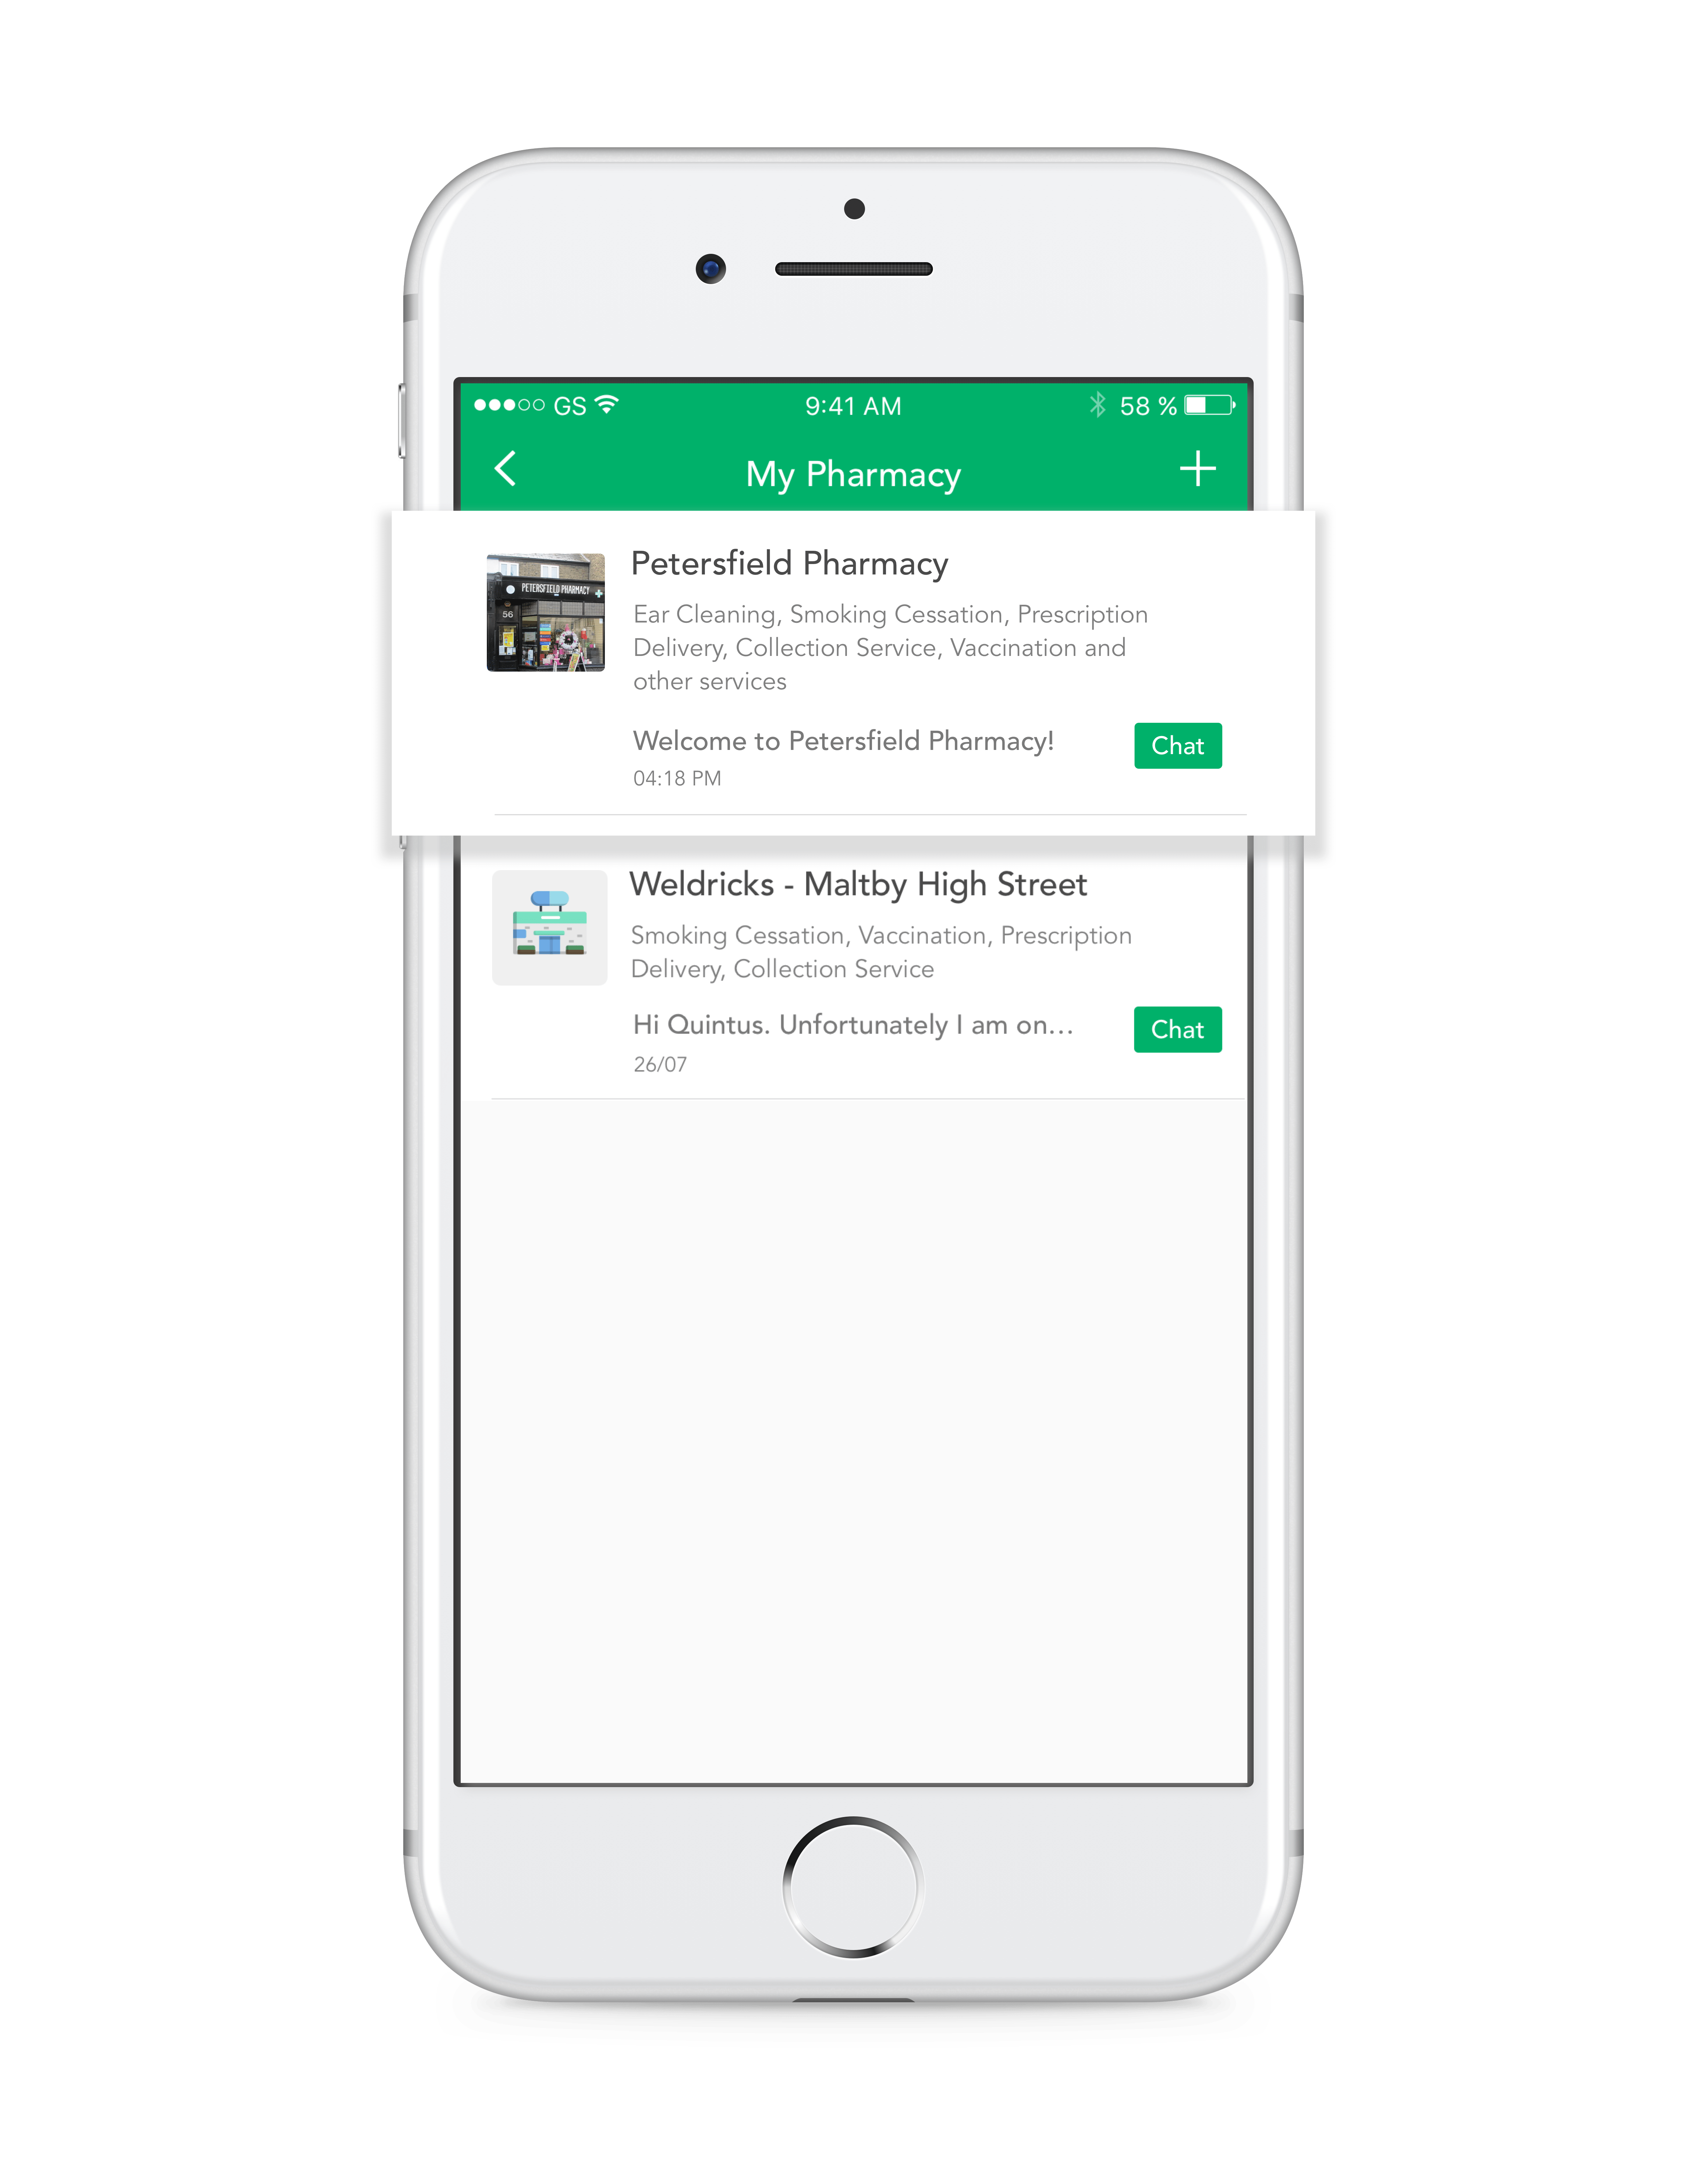 GS 9:41 AM 58 %
My Pharmacy
Petersfield Pharmacy
PETERSFIELD PHARMACY
56
Ear Cleaning, Smoking Cessation, Prescription
Delivery, Collection Service, Vaccination and
other services
Welcome to Petersfield Pharmacy!
Chat
04:18 PM
Weldricks - Maltby High Street
Smoking Cessation, Vaccination, Prescription
Delivery, Collection Service
Hi Quintus. Unfortunately I am on...
Chat
26/07